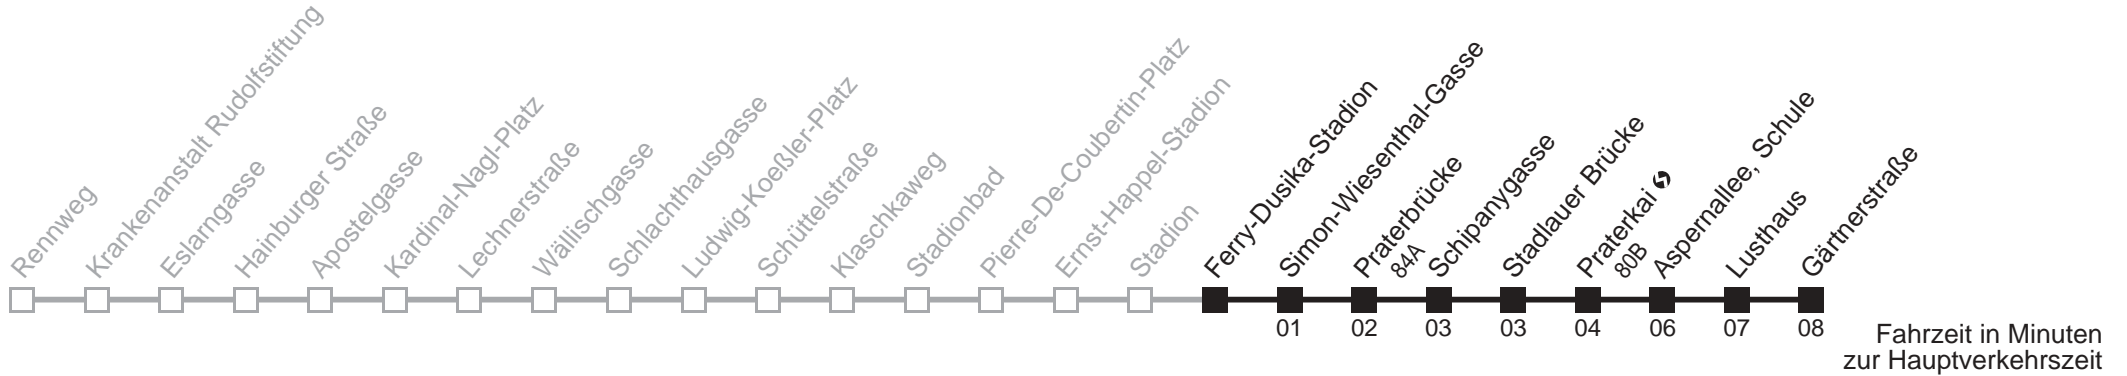 Rennweg
Krankenanstalt Rudolfstiftung
Eslarngasse
Hainburger Straße
Apostelgasse
Kardinal-Nagl-Platz
Lechnerstraße
Wällischgasse
Schlachthausgasse
Ludwig-Koeßler-Platz
Schüttelstraße
Klaschkaweg
Stadionbad
Pierre-De-Coubertin-Platz
Ernst-Happel-Stadion
Stadion
Ferry-Dusika-Stadion
Simon-Wiesenthal-Gasse
Praterbrücke
84A
Schipanygasse
Stadlauer Brücke
Praterkai
80B
Aspernallee, Schule
Lusthaus
Gärtnerstraße
01 02 03 03 04 06 07 08
Fahrzeit in Minuten
zur Hauptverkehrszeit